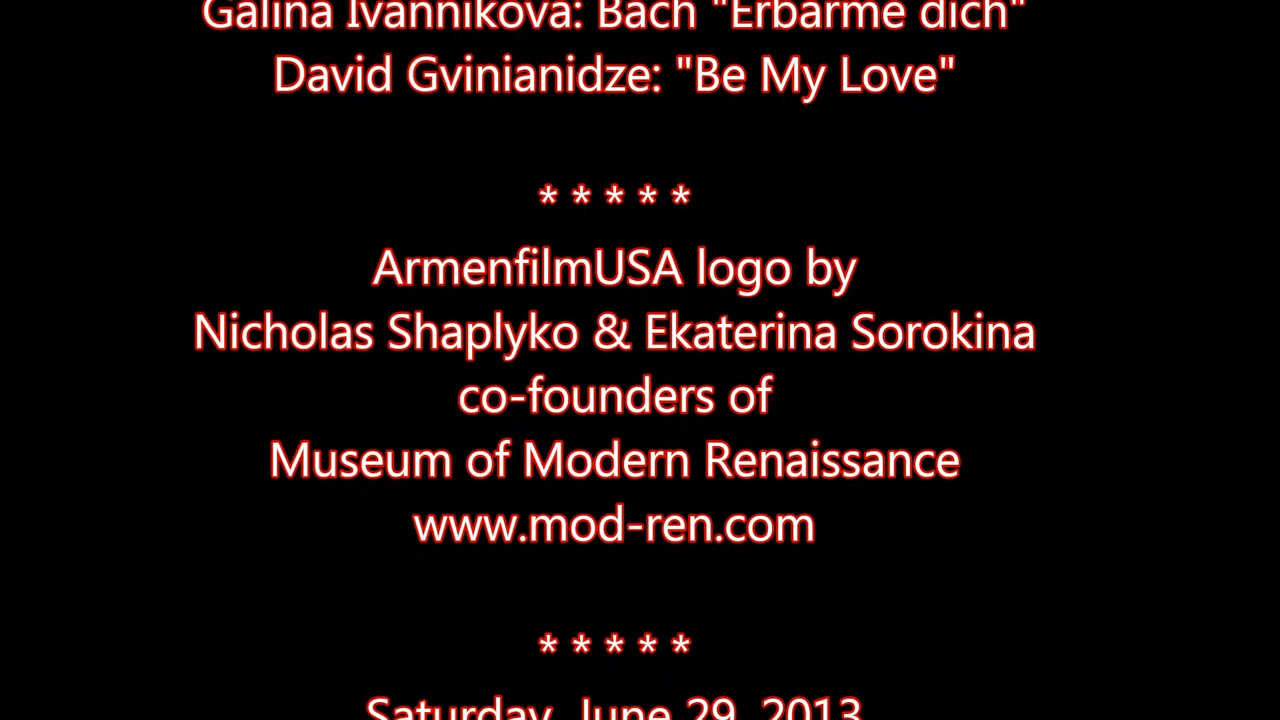 Galina Ivannikova: Bach "Erbarme dich"
David Gvinianidze: "Be My Love"
* * * * *
ArmenfilmUSA logo by
Nicholas Shaplyko & Ekaterina Sorokina
co-founders of
Museum of Modern Renaissance
www.mod-ren.com
* * * * *
Saturday, June 29, 2013